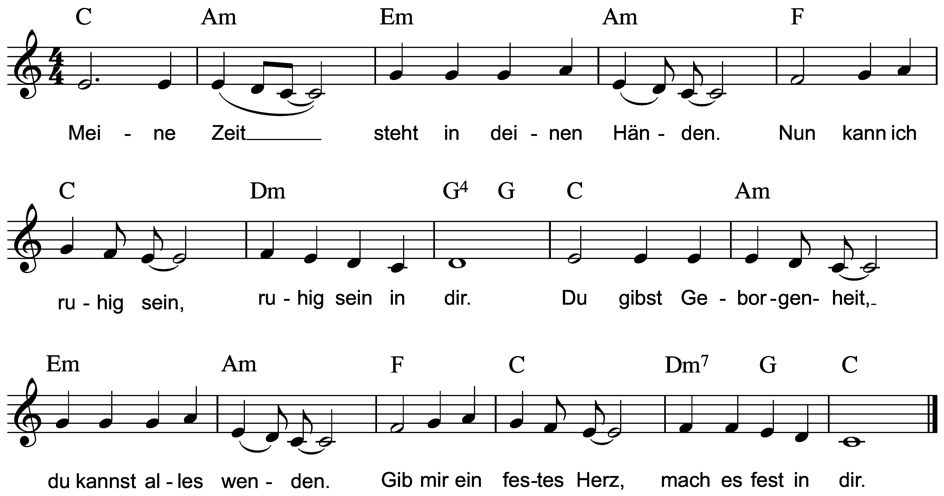 C Am Em Am F
Mei - ne Zeit steht in dei - nen Hän - den. Nun kann ich
C Dm G4 G C Am
ru - hig sein, ru - hig sein in dir. Du gibst Ge - bor - gen- heit,
Em Am F C Dm7 G C
du kannst al - les wen - den. Gib mir ein fes-tes Herz, mach es fest in dir.